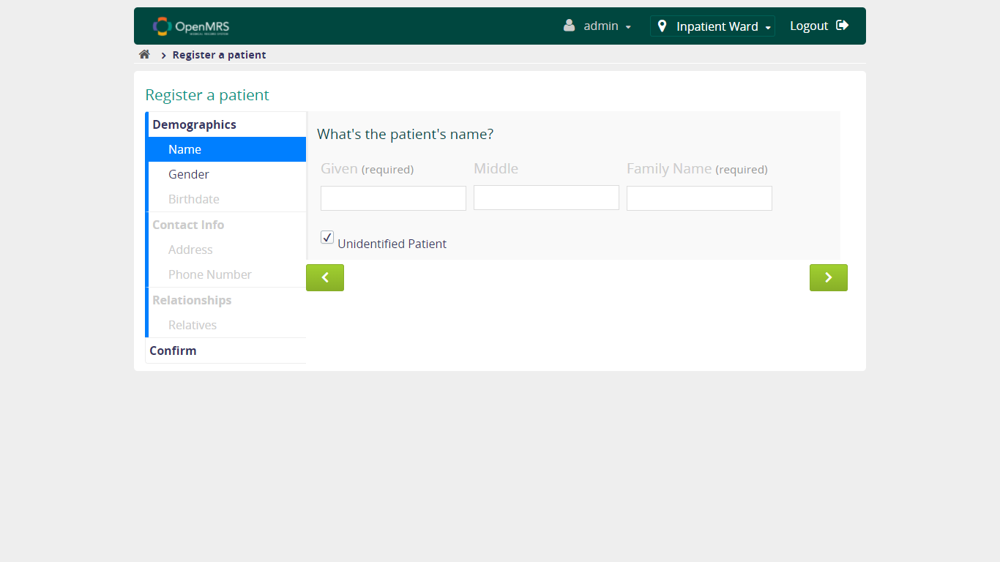 OpenMRS
admin
Inpatient Ward
Logout
Register a patient
Register a patient
Demographics
Name
Gender
Birthdate
Contact Info
Address
Phone Number
Relationships
Relatives
Confirm
What's the patient's name?
Given (required)
Middle
Family Name (required)
Unidentified Patient